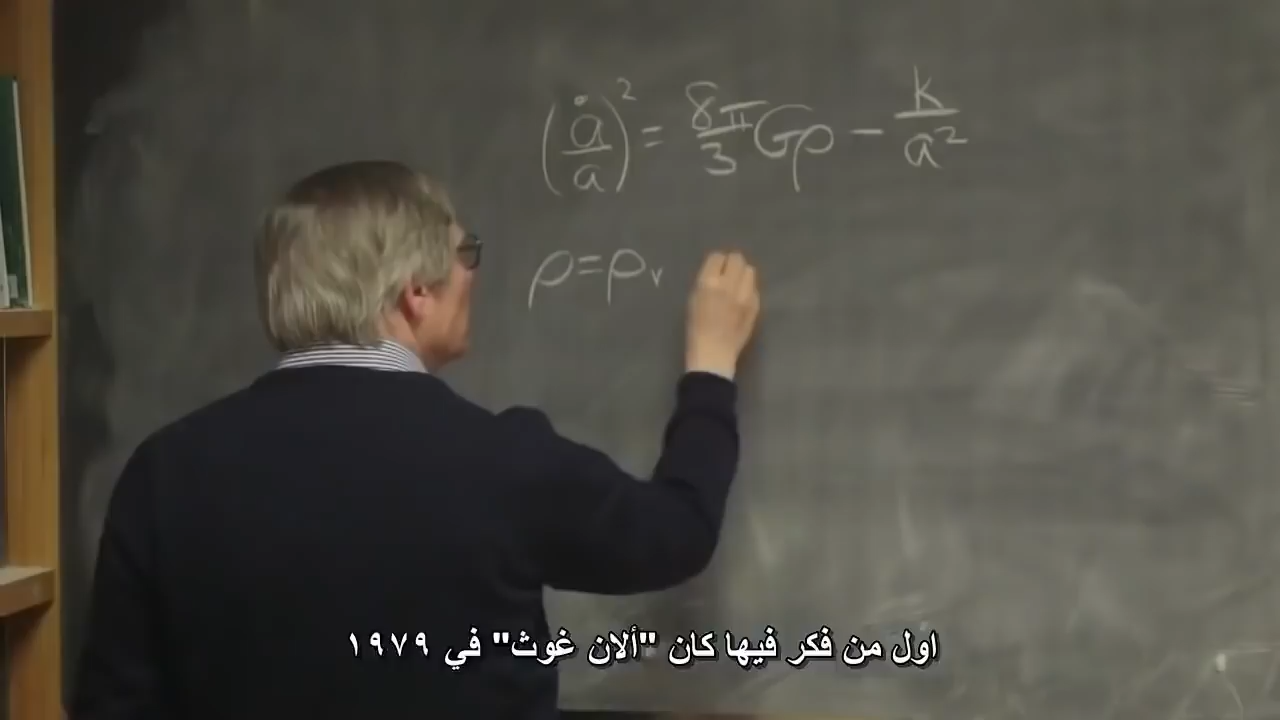 (ȧ/a)² = 8π/3 Gρ − k/a²
ρ = ρᵥ
اول من فكر فيها كان "ألان غوث" في ١٩٧٩